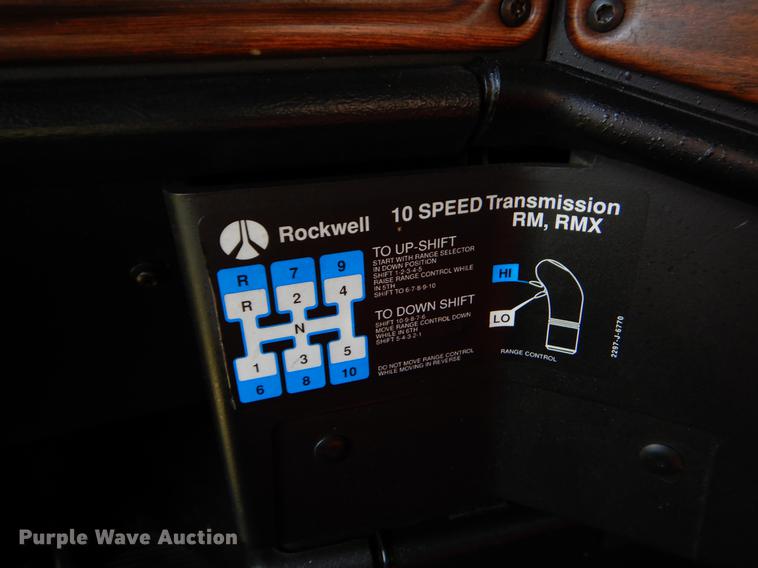 Rockwell
10 SPEED Transmission
RM, RMX
R 7 9
R 2 4
N
1 3 5
6 8 10
TO UP-SHIFT
START WITH RANGE SELECTOR
IN DOWN POSITION
SHIFT 1-2-3-4-5
RAISE RANGE CONTROL WHILE
IN 5TH
SHIFT TO 6-7-8-9-10
TO DOWN SHIFT
SHIFT 10-9-8-7-6
MOVE RANGE CONTROL DOWN
WHILE IN 6TH
SHIFT 5-4-3-2-1
DO NOT MOVE RANGE CONTROL
WHILE MOVING IN REVERSE
HI
LO
RANGE CONTROL
2297-J-6770
Purple Wave Auction